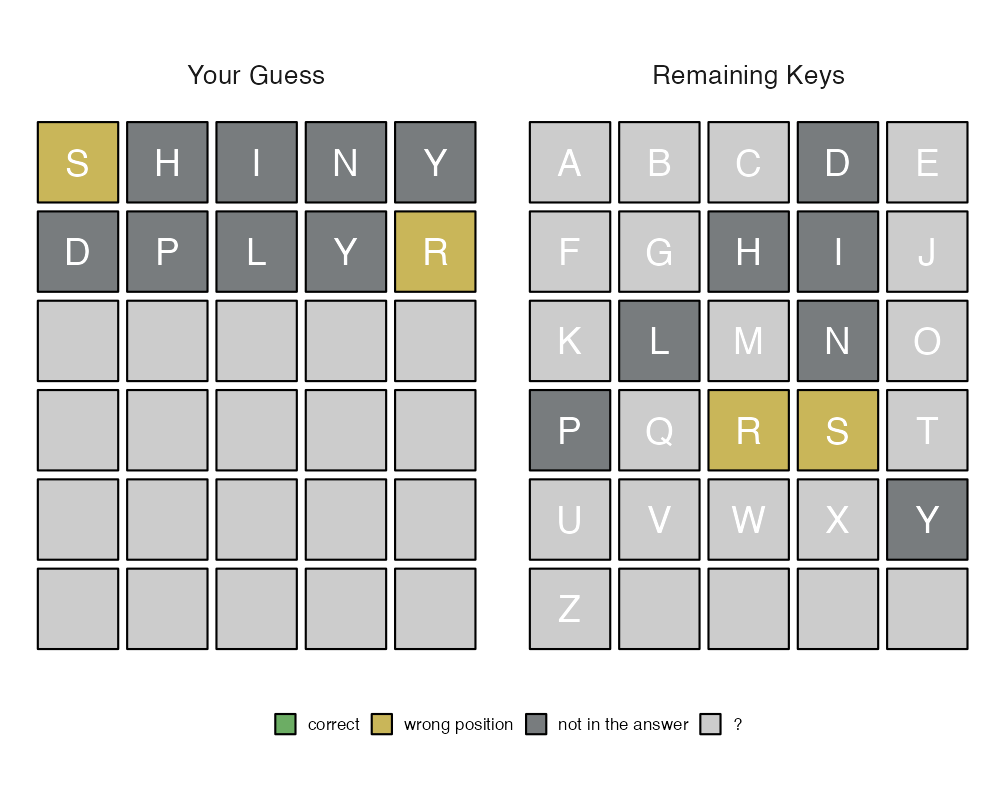 Your Guess
S H I N Y
D P L Y R
Remaining Keys
A B C D E
F G H I J
K L M N O
P Q R S T
U V W X Y
Z
correct wrong position not in the answer ?